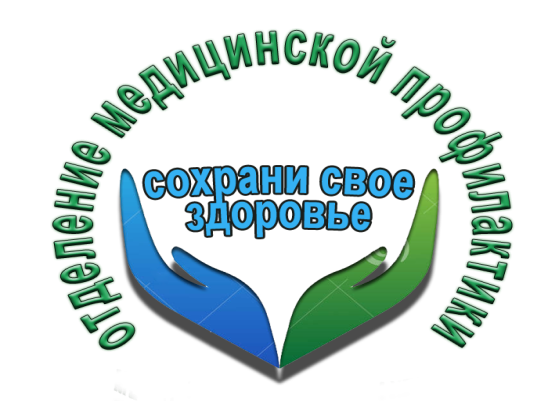 отделение медицинской профилактики
сохрани свое
здоровье